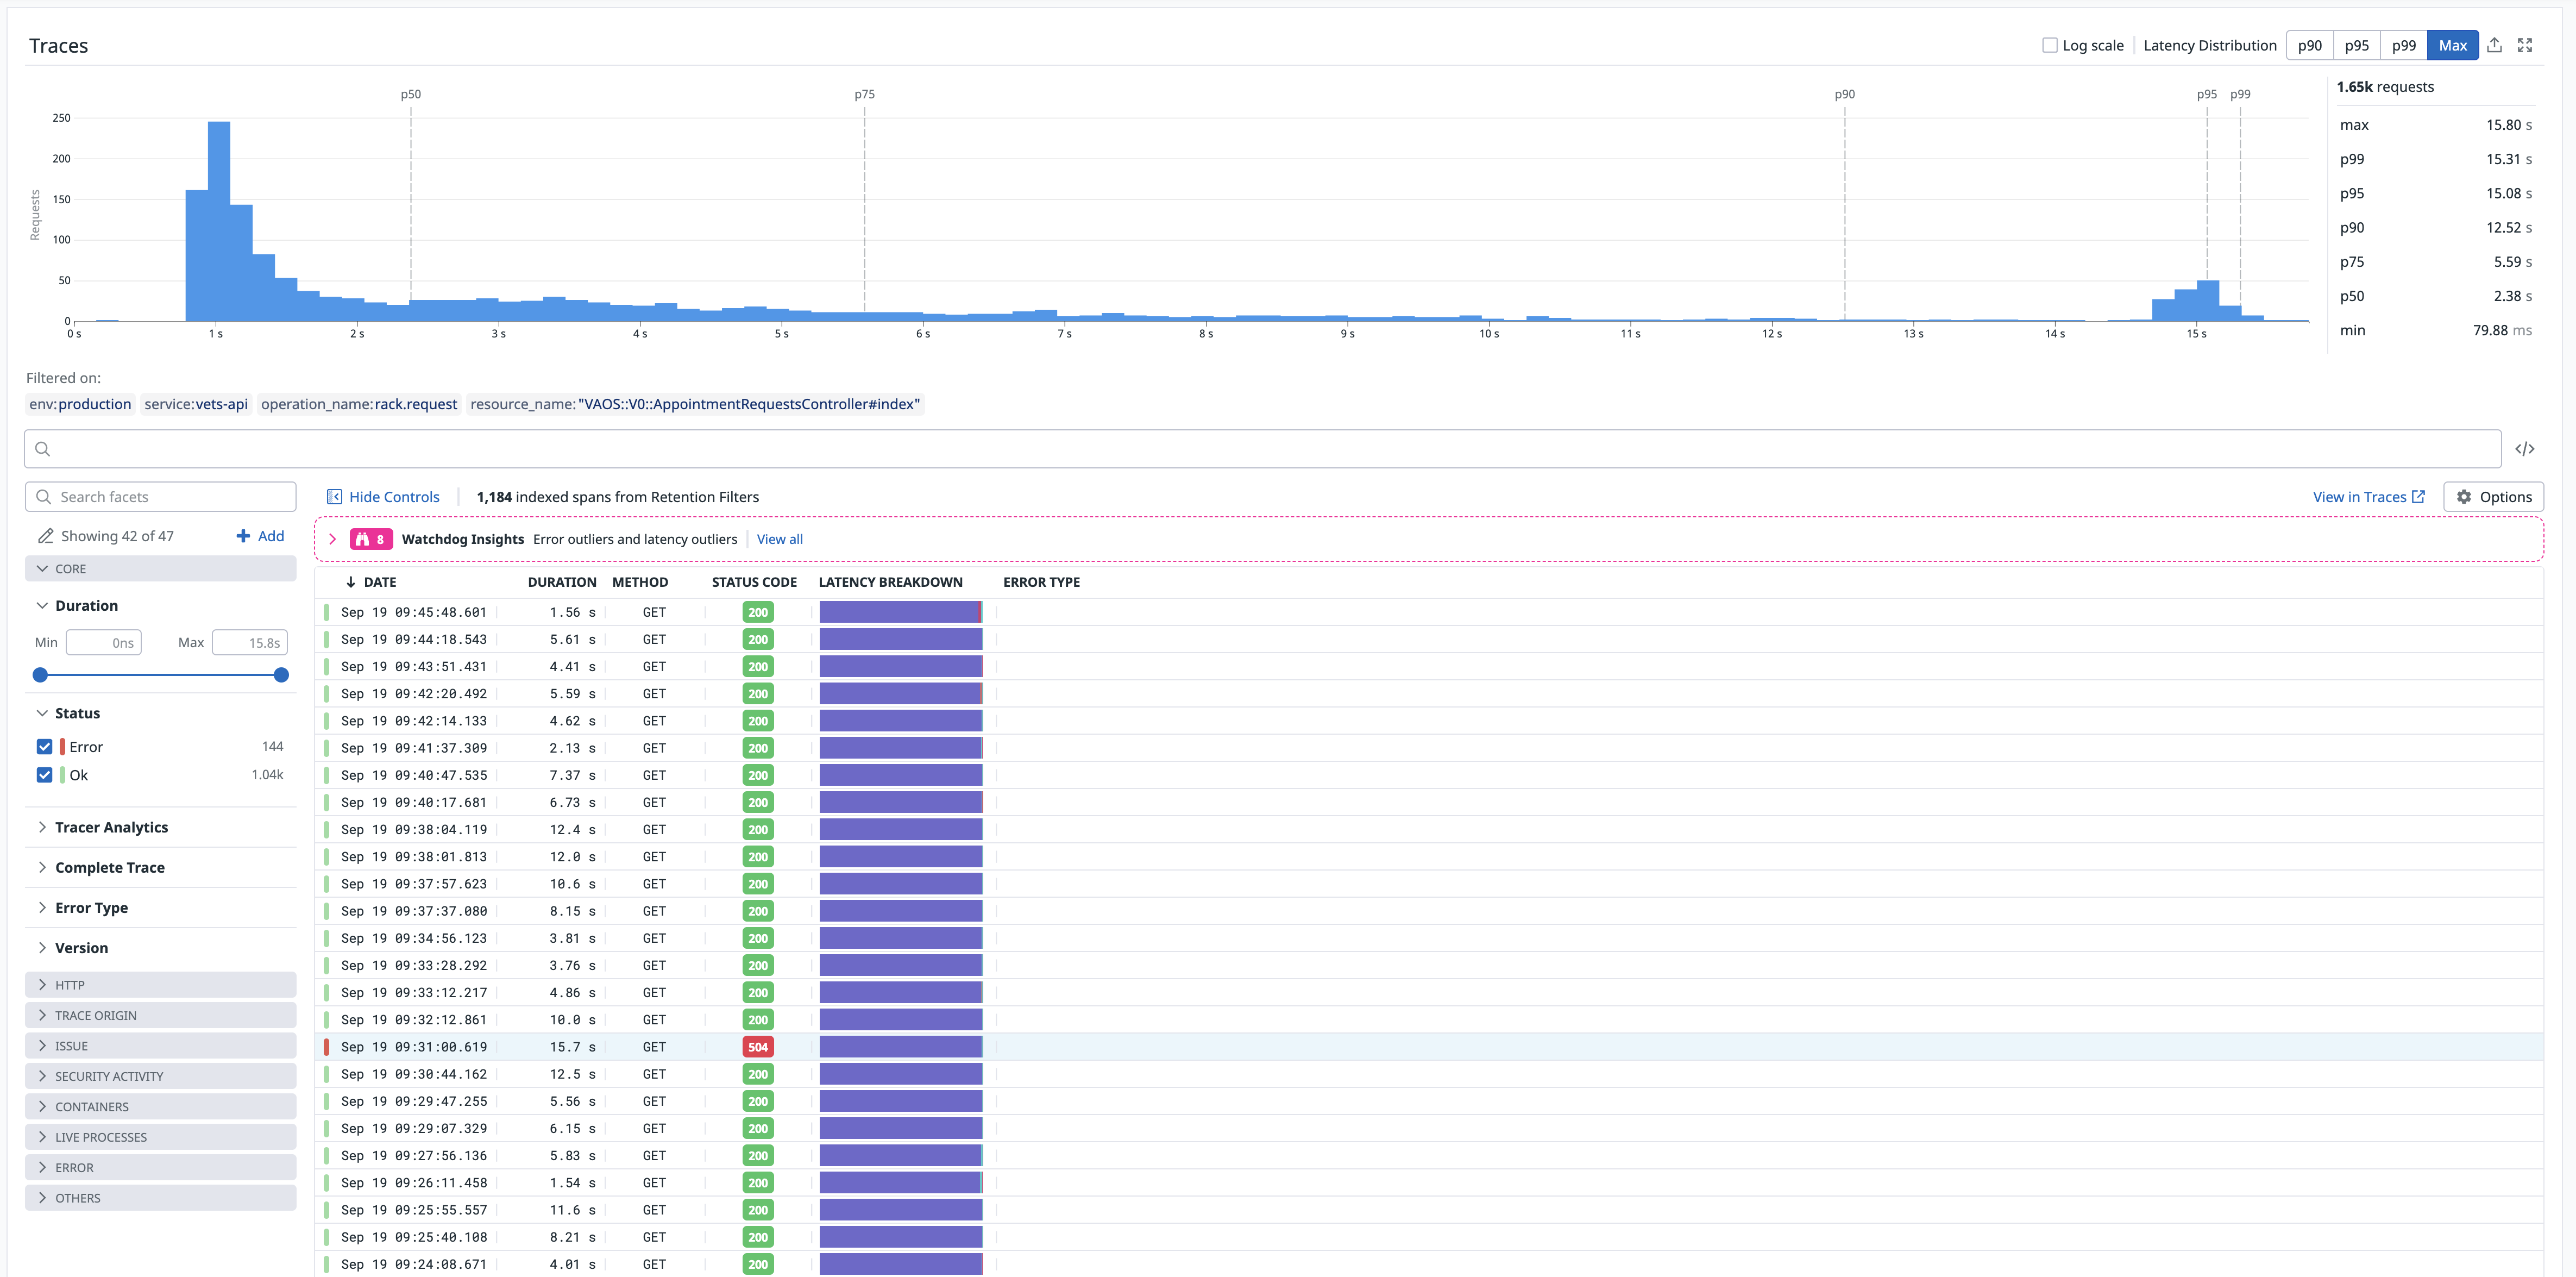 Traces
Log scale Latency Distribution p90 p95 p99 Max
p50 p75 p90 p95 p99
Requests
250
200
150
100
50
0
0 s 1 s 2 s 3 s 4 s 5 s 6 s 7 s 8 s 9 s 10 s 11 s 12 s 13 s 14 s 15 s
1.65k requests
max 15.80 s
p99 15.31 s
p95 15.08 s
p90 12.52 s
p75 5.59 s
p50 2.38 s
min 79.88 ms
Filtered on:
env:production service:vets-api operation_name:rack.request resource_name:"VAOS::V0::AppointmentRequestsController#index"
</>
Search facets
Showing 42 of 47 Add
CORE
Duration
Min 0ns Max 15.8s
Status
Error 144
Ok 1.04k
Tracer Analytics
Complete Trace
Error Type
Version
HTTP
TRACE ORIGIN
ISSUE
SECURITY ACTIVITY
CONTAINERS
LIVE PROCESSES
ERROR
OTHERS
Hide Controls 1,184 indexed spans from Retention Filters View in Traces Options
8 Watchdog Insights Error outliers and latency outliers View all
DATE DURATION METHOD STATUS CODE LATENCY BREAKDOWN ERROR TYPE
Sep 19 09:45:48.601 1.56 s GET 200
Sep 19 09:44:18.543 5.61 s GET 200
Sep 19 09:43:51.431 4.41 s GET 200
Sep 19 09:42:20.492 5.59 s GET 200
Sep 19 09:42:14.133 4.62 s GET 200
Sep 19 09:41:37.309 2.13 s GET 200
Sep 19 09:40:47.535 7.37 s GET 200
Sep 19 09:40:17.681 6.73 s GET 200
Sep 19 09:38:04.119 12.4 s GET 200
Sep 19 09:38:01.813 12.0 s GET 200
Sep 19 09:37:57.623 10.6 s GET 200
Sep 19 09:37:37.080 8.15 s GET 200
Sep 19 09:34:56.123 3.81 s GET 200
Sep 19 09:33:28.292 3.76 s GET 200
Sep 19 09:33:12.217 4.86 s GET 200
Sep 19 09:32:12.861 10.0 s GET 200
Sep 19 09:31:00.619 15.7 s GET 504
Sep 19 09:30:44.162 12.5 s GET 200
Sep 19 09:29:47.255 5.56 s GET 200
Sep 19 09:29:07.329 6.15 s GET 200
Sep 19 09:27:56.136 5.83 s GET 200
Sep 19 09:26:11.458 1.54 s GET 200
Sep 19 09:25:55.557 11.6 s GET 200
Sep 19 09:25:40.108 8.21 s GET 200
Sep 19 09:24:08.671 4.01 s GET 200